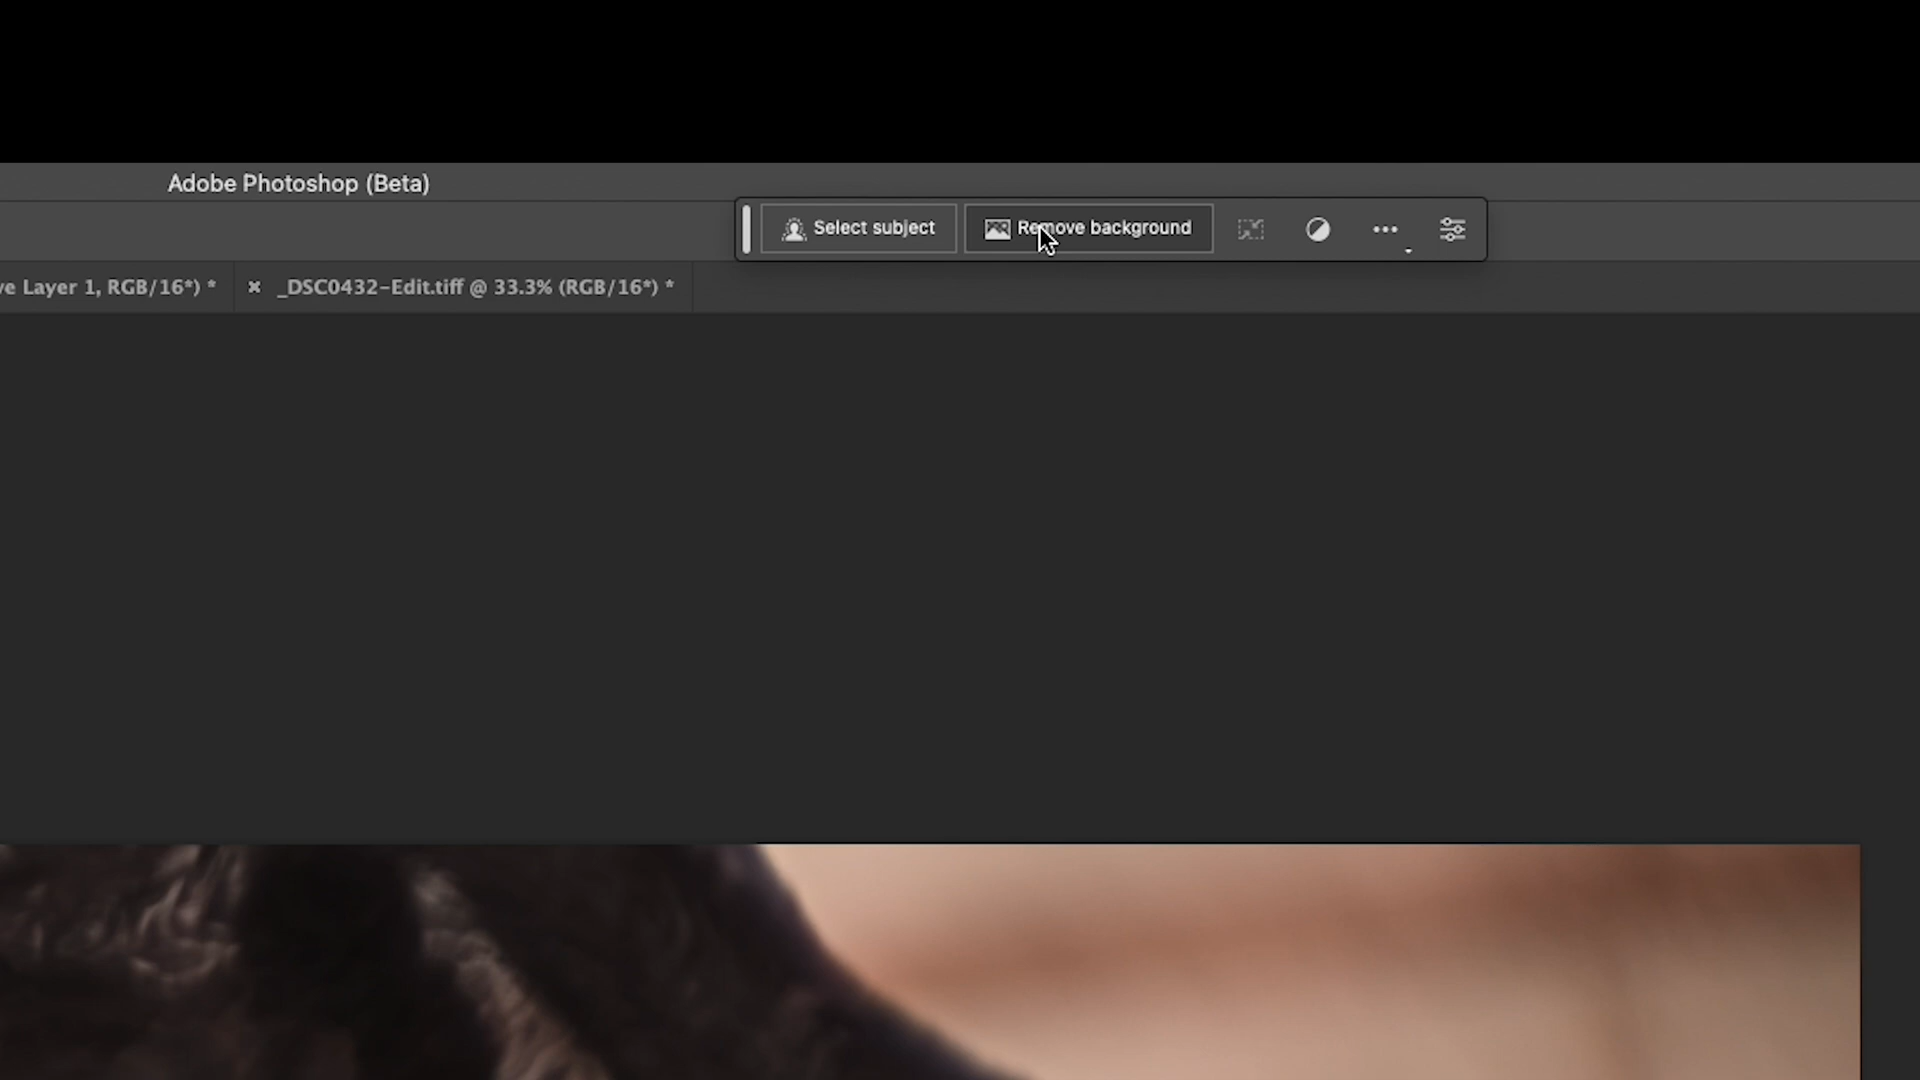 Adobe Photoshop (Beta)
Select subject
Remove background
ve Layer 1, RGB/16*) *
_DSC0432-Edit.tiff @ 33.3% (RGB/16*) *